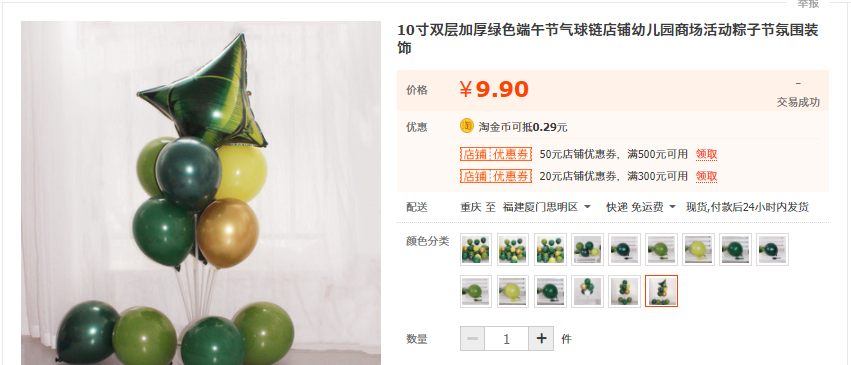 举报
10寸双层加厚绿色端午节气球链店铺幼儿园商场活动粽子节氛围装
饰
价格 ¥9.90 -
交易成功
优惠 淘金币可抵0.29元
店铺 优惠券 50元店铺优惠券，满500元可用 领取
店铺 优惠券 20元店铺优惠券，满300元可用 领取
配送 重庆 至 福建厦门思明区 快递 免运费 现货,付款后24小时内发货
颜色分类
数量 - 1 + 件